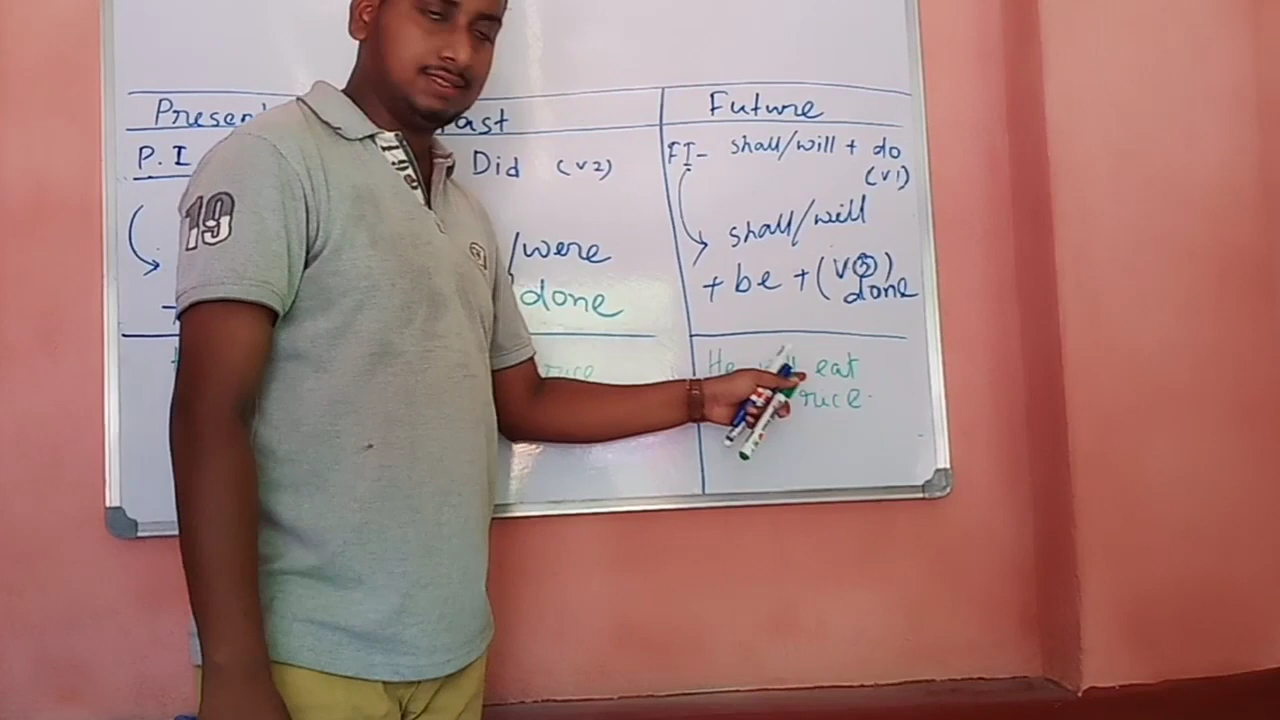 Present
Past
Future
P.I
Did (v2)
FI- shall/will + do
(v1)
/were
shall/will
done
+ be + (v3)
done
He will eat
rice.
rice
19